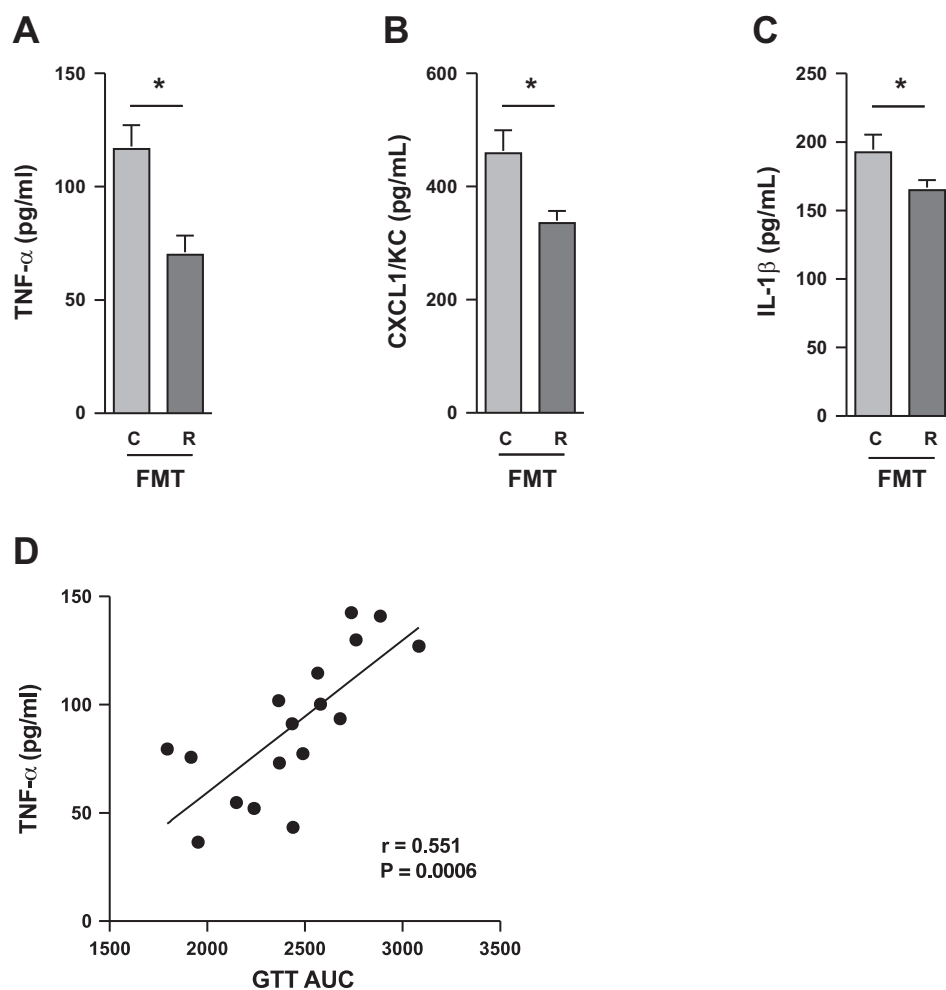 A
B
C
150
100
50
0
TNF-α (pg/ml)
*
C R
FMT
600
400
200
0
CXCL1/KC (pg/mL)
*
C R
FMT
250
200
150
100
50
0
IL-1β (pg/mL)
*
C R
FMT
D
150
100
50
0
TNF-α (pg/ml)
r = 0.551
P = 0.0006
1500 2000 2500 3000 3500
GTT AUC